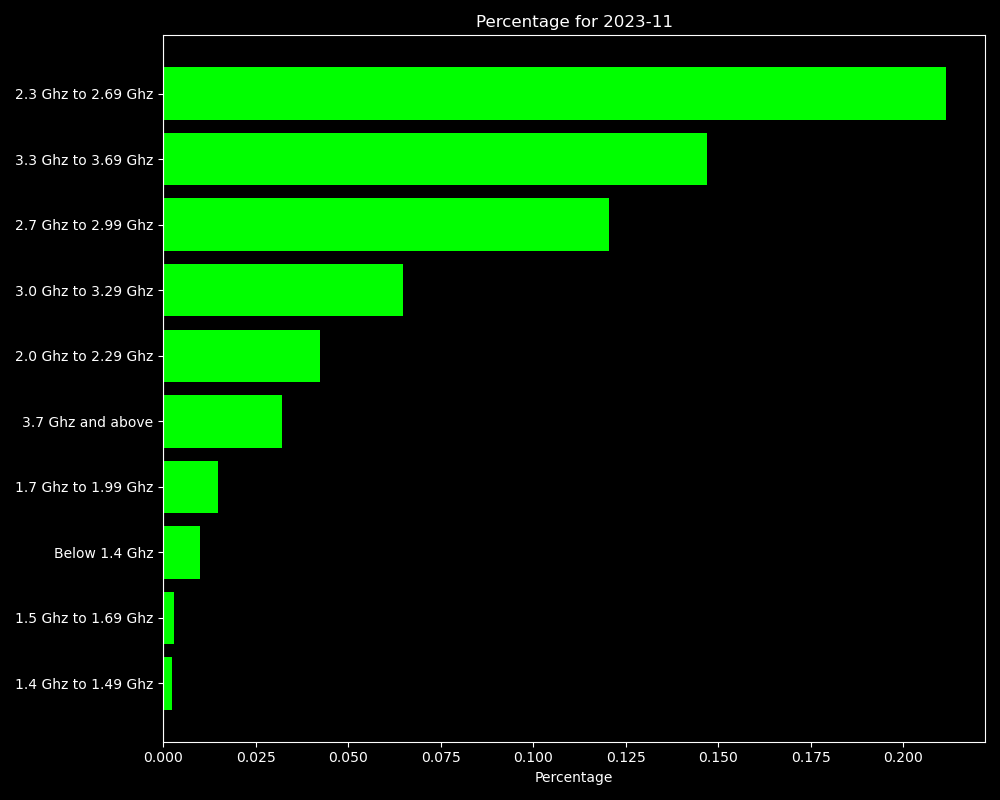 Percentage for 2023-11
2.3 Ghz to 2.69 Ghz
3.3 Ghz to 3.69 Ghz
2.7 Ghz to 2.99 Ghz
3.0 Ghz to 3.29 Ghz
2.0 Ghz to 2.29 Ghz
3.7 Ghz and above
1.7 Ghz to 1.99 Ghz
Below 1.4 Ghz
1.5 Ghz to 1.69 Ghz
1.4 Ghz to 1.49 Ghz
0.000 0.025 0.050 0.075 0.100 0.125 0.150 0.175 0.200
Percentage